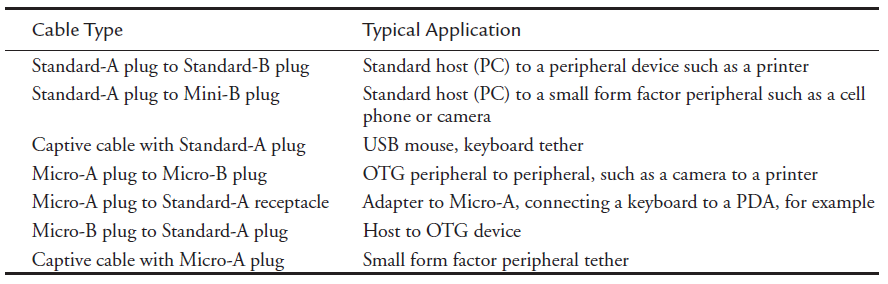 Cable Type Typical Application
Standard-A plug to Standard-B plug Standard host (PC) to a peripheral device such as a printer
Standard-A plug to Mini-B plug Standard host (PC) to a small form factor peripheral such as a cell
phone or camera
Captive cable with Standard-A plug USB mouse, keyboard tether
Micro-A plug to Micro-B plug OTG peripheral to peripheral, such as a camera to a printer
Micro-A plug to Standard-A receptacle Adapter to Micro-A, connecting a keyboard to a PDA, for example
Micro-B plug to Standard-A plug Host to OTG device
Captive cable with Micro-A plug Small form factor peripheral tether